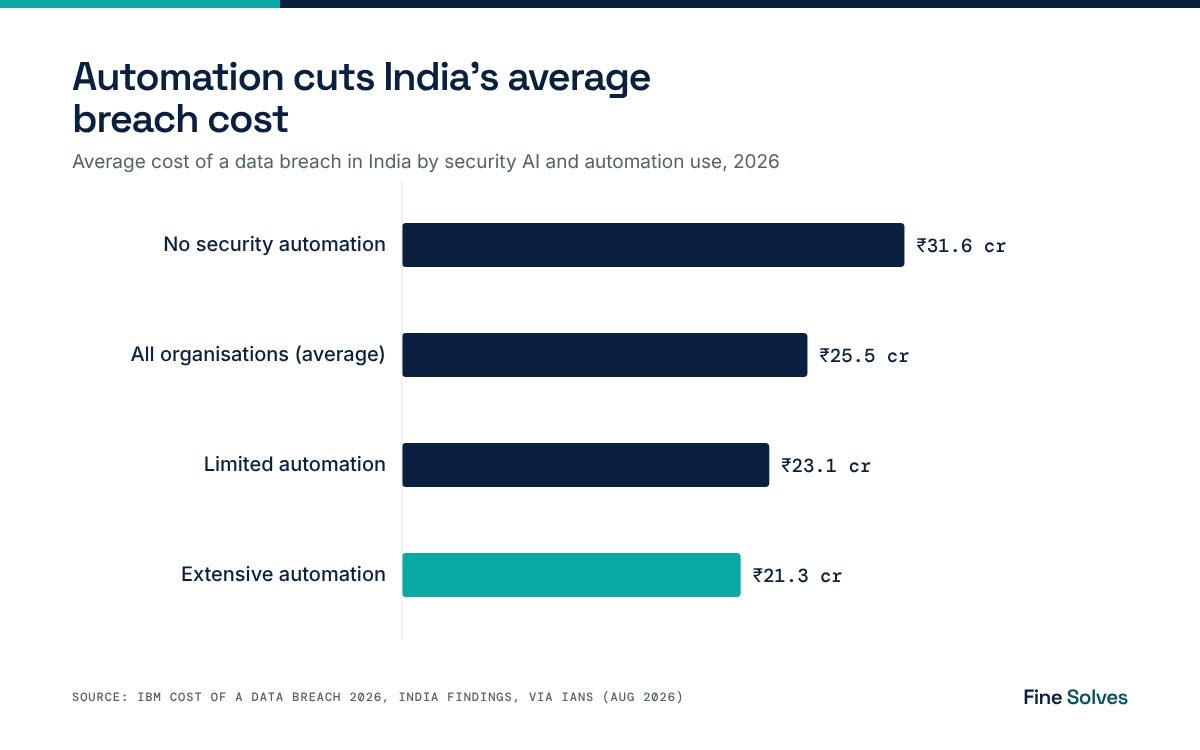 Automation cuts India’s average
breach cost
Average cost of a data breach in India by security AI and automation use, 2026
No security automation ₹31.6 cr
All organisations (average) ₹25.5 cr
Limited automation ₹23.1 cr
Extensive automation ₹21.3 cr
SOURCE: IBM COST OF A DATA BREACH 2026, INDIA FINDINGS, VIA IANS (AUG 2026)
Fine Solves